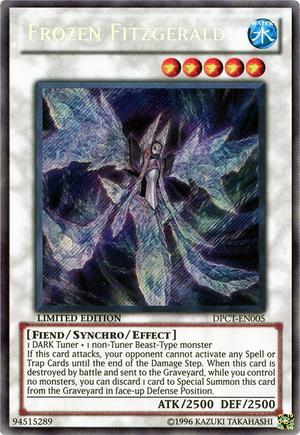 Frozen Fitzgerald
WATER
水
LIMITED EDITION
DPCT-EN005
[Fiend/Synchro/Effect]
1 DARK Tuner + 1 non-Tuner Beast-Type monster
If this card attacks, your opponent cannot activate any Spell or
Trap Cards until the end of the Damage Step. When this card is
destroyed by battle and sent to the Graveyard, while you control
no monsters, you can discard 1 card to Special Summon this card
from the Graveyard in face-up Defense Position.
ATK/2500 DEF/2500
94515289
©1996 KAZUKI TAKAHASHI